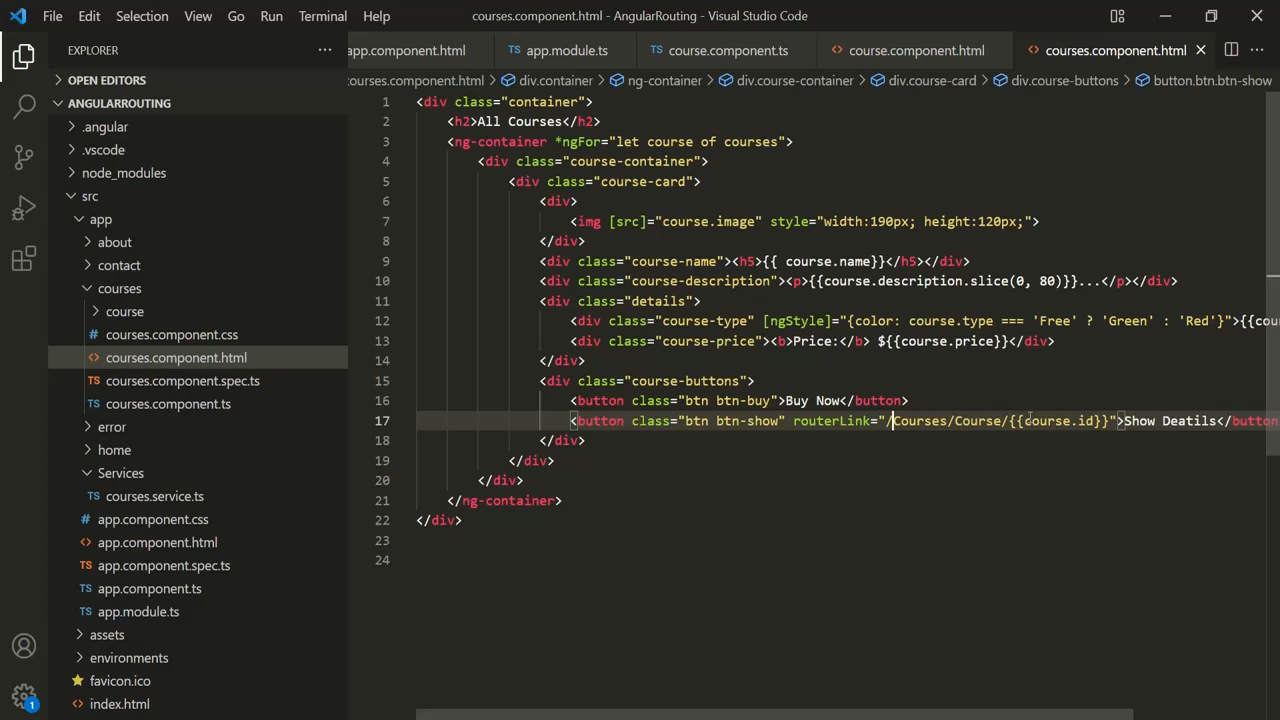 File Edit Selection View Go Run Terminal Help courses.component.html - AngularRouting - Visual Studio Code
EXPLORER
app.component.html app.module.ts course.component.ts course.component.html courses.component.html
courses.component.html > div.container > ng-container > div.course-container > div.course-card > div.course-buttons > button.btn.btn-show
OPEN EDITORS
ANGULARROUTING
.angular
.vscode
node_modules
src
app
about
contact
courses
course
courses.component.css
courses.component.html
courses.component.spec.ts
courses.component.ts
error
home
Services
courses.service.ts
app.component.css
app.component.html
app.component.spec.ts
app.component.ts
app.module.ts
assets
environments
favicon.ico
index.html
1
1 <div class="container">
2 <h2>All Courses</h2>
3 <ng-container *ngFor="let course of courses">
4 <div class="course-container">
5 <div class="course-card">
6 <div>
7 <img [src]="course.image" style="width:190px; height:120px;">
8 </div>
9 <div class="course-name"><h5>{{ course.name}}</h5></div>
10 <div class="course-description"><p>{{course.description.slice(0, 80)}}...</p></div>
11 <div class="details">
12 <div class="course-type" [ngStyle]="{color: course.type === 'Free' ? 'Green' : 'Red'}">{{cou
13 <div class="course-price"><b>Price:</b> ${{course.price}}</div>
14 </div>
15 <div class="course-buttons">
16 <button class="btn btn-buy">Buy Now</button>
17 <button class="btn btn-show" routerLink="/Courses/Course/{{course.id}}">Show Deatils</button
18 </div>
19 </div>
20 </div>
21 </ng-container>
22 </div>
23
24